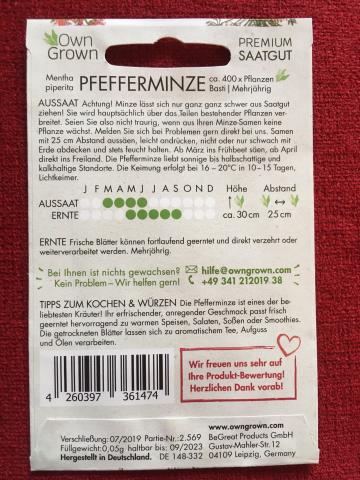 Own Grown
PREMIUM SAATGUT
Mentha piperita
PFEFFERMINZE
ca. 400 x Pflanzen
Basti | Mehrjährig
AUSSAAT Achtung! Minze lässt sich nur ganz ganz schwer aus Saatgut
ziehen! Sie wird hauptsächlich über das Teilen bestehender Pflanzen ver-
breitet. Seien Sie also nicht traurig, wenn aus Ihren Minze-Samen keine
Pflanze wächst. Melden Sie sich bei Problemen gern direkt bei uns. Samen
mit 25 cm Abstand aussäen, leicht andrücken, nicht oder nur schwach mit
Erde abdecken und stets feucht halten. Ab März ins Frühbeet säen, ab April
direkt ins Freiland. Die Pfefferminze liebt sonnige bis halbschattige und
kalkhaltige Standorte. Die Keimung erfolgt bei 16 – 20°C in 10 – 15 Tagen,
Lichtkeimer.
J F M A M J J A S O N D Höhe Abstand
AUSSAAT
ERNTE ca. 30 cm 25 cm
ERNTE Frische Blätter können fortlaufend geerntet und direkt verzehrt oder
weiterverarbeitet werden. Mehrjährig.
Bei Ihnen ist nichts gewachsen?
Kein Problem – Wir helfen gern!
hilfe@owngrown.com
+49 341 212019 38
TIPPS ZUM KOCHEN & WÜRZEN Die Pfefferminze ist eines der be-
liebtesten Kräuter! Ihr erfrischender, anregender Geschmack passt frisch
geerntet hervorragend zu warmen Speisen, Salaten, Soßen oder Smoothies.
Die getrockneten Blätter lassen sich zu aromatischem Tee, Aufguss
und Ölen verarbeiten.
4 260397 361474
Wir freuen uns sehr auf
Ihre Produkt-Bewertung!
Herzlichen Dank vorab!
www.owngrown.com
Verschließung: 07/2019 Partie-Nr.: 2.569
Füllgewicht: 0,05g haltbar bis: 09/2023
Hergestellt in Deutschland. DE 148-332
BeGreat Products GmbH
Gustav-Mahler-Str. 12
04109 Leipzig, Germany